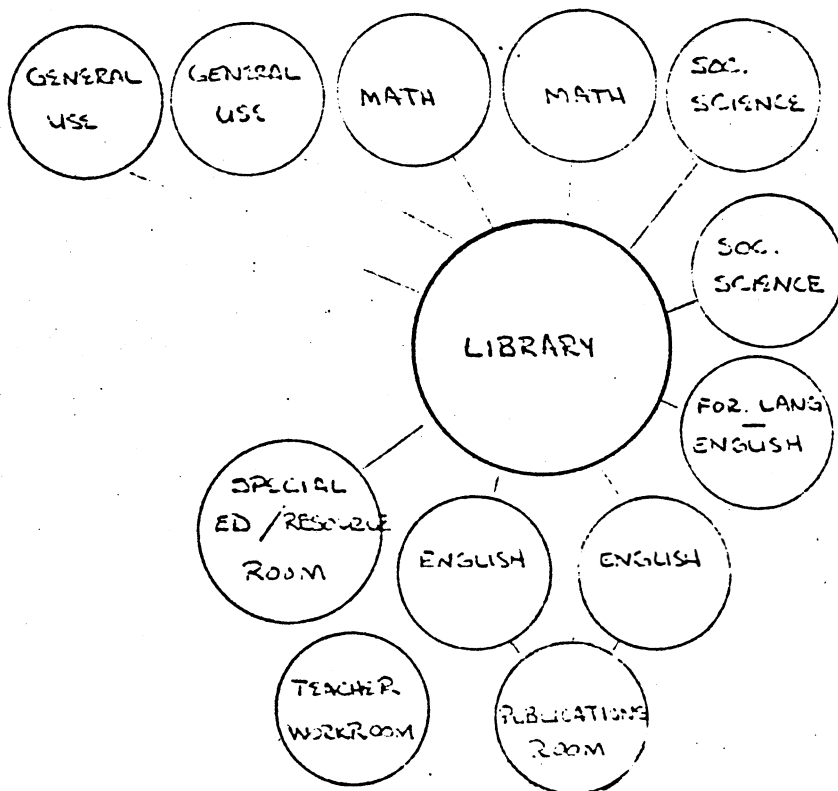 GENERAL
USE
GENERAL
USE
MATH
MATH
SOC.
SCIENCE
SOC.
SCIENCE
LIBRARY
FOR. LANG
–
ENGLISH
SPECIAL
ED / RESOURCE
ROOM
ENGLISH
ENGLISH
TEACHER
WORKROOM
PUBLICATIONS
ROOM